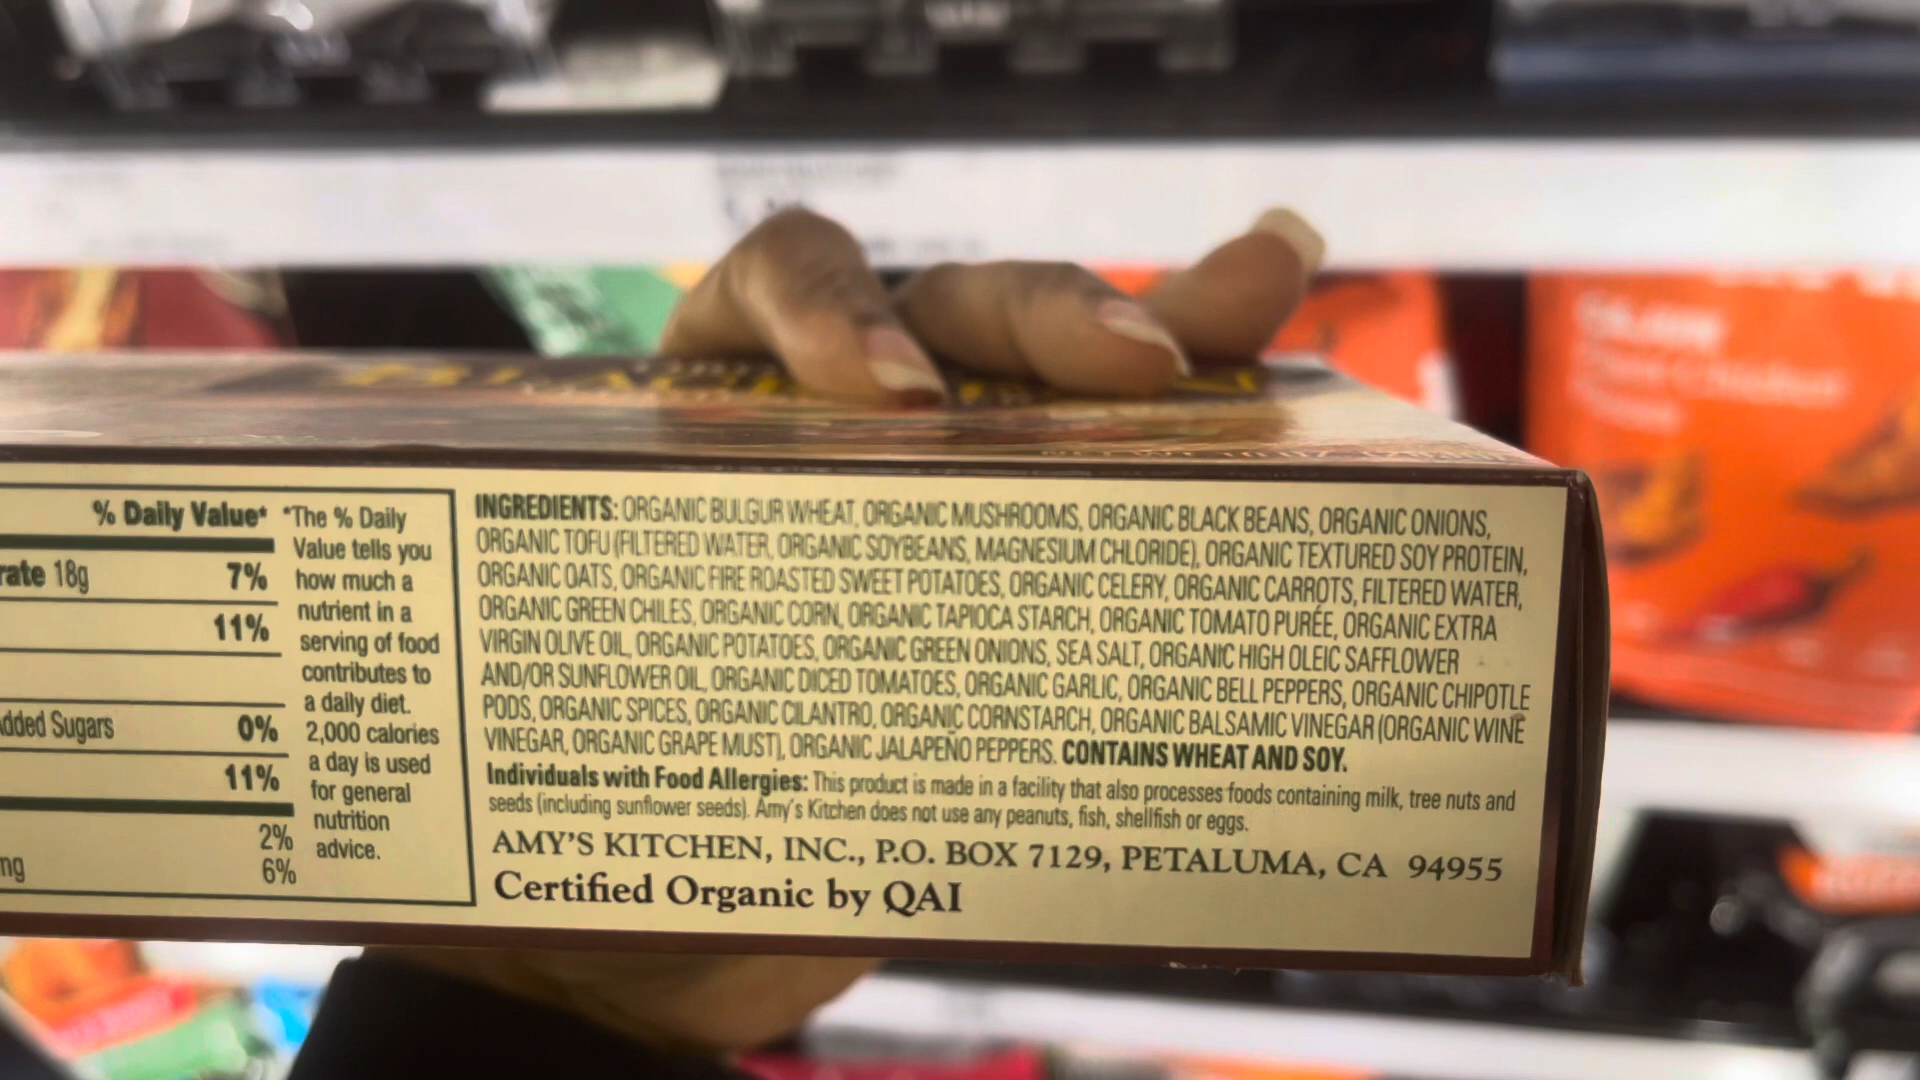 % Daily Value*
rate 18g 7%
11%
Added Sugars 0%
11%
2%
mg 6%
*The % Daily
Value tells you
how much a
nutrient in a
serving of food
contributes to
a daily diet.
2,000 calories
a day is used
for general
nutrition
advice.
INGREDIENTS: ORGANIC BULGUR WHEAT, ORGANIC MUSHROOMS, ORGANIC BLACK BEANS, ORGANIC ONIONS,
ORGANIC TOFU (FILTERED WATER, ORGANIC SOYBEANS, MAGNESIUM CHLORIDE), ORGANIC TEXTURED SOY PROTEIN,
ORGANIC OATS, ORGANIC FIRE ROASTED SWEET POTATOES, ORGANIC CELERY, ORGANIC CARROTS, FILTERED WATER,
ORGANIC GREEN CHILES, ORGANIC CORN, ORGANIC TAPIOCA STARCH, ORGANIC TOMATO PURÉE, ORGANIC EXTRA
VIRGIN OLIVE OIL, ORGANIC POTATOES, ORGANIC GREEN ONIONS, SEA SALT, ORGANIC HIGH OLEIC SAFFLOWER
AND/OR SUNFLOWER OIL, ORGANIC DICED TOMATOES, ORGANIC GARLIC, ORGANIC BELL PEPPERS, ORGANIC CHIPOTLE
PODS, ORGANIC SPICES, ORGANIC CILANTRO, ORGANIC CORNSTARCH, ORGANIC BALSAMIC VINEGAR (ORGANIC WINE
VINEGAR, ORGANIC GRAPE MUST), ORGANIC JALAPEÑO PEPPERS. CONTAINS WHEAT AND SOY.
Individuals with Food Allergies: This product is made in a facility that also processes foods containing milk, tree nuts and
seeds (including sunflower seeds). Amy's Kitchen does not use any peanuts, fish, shellfish or eggs.
AMY'S KITCHEN, INC., P.O. BOX 7129, PETALUMA, CA 94955
Certified Organic by QAI